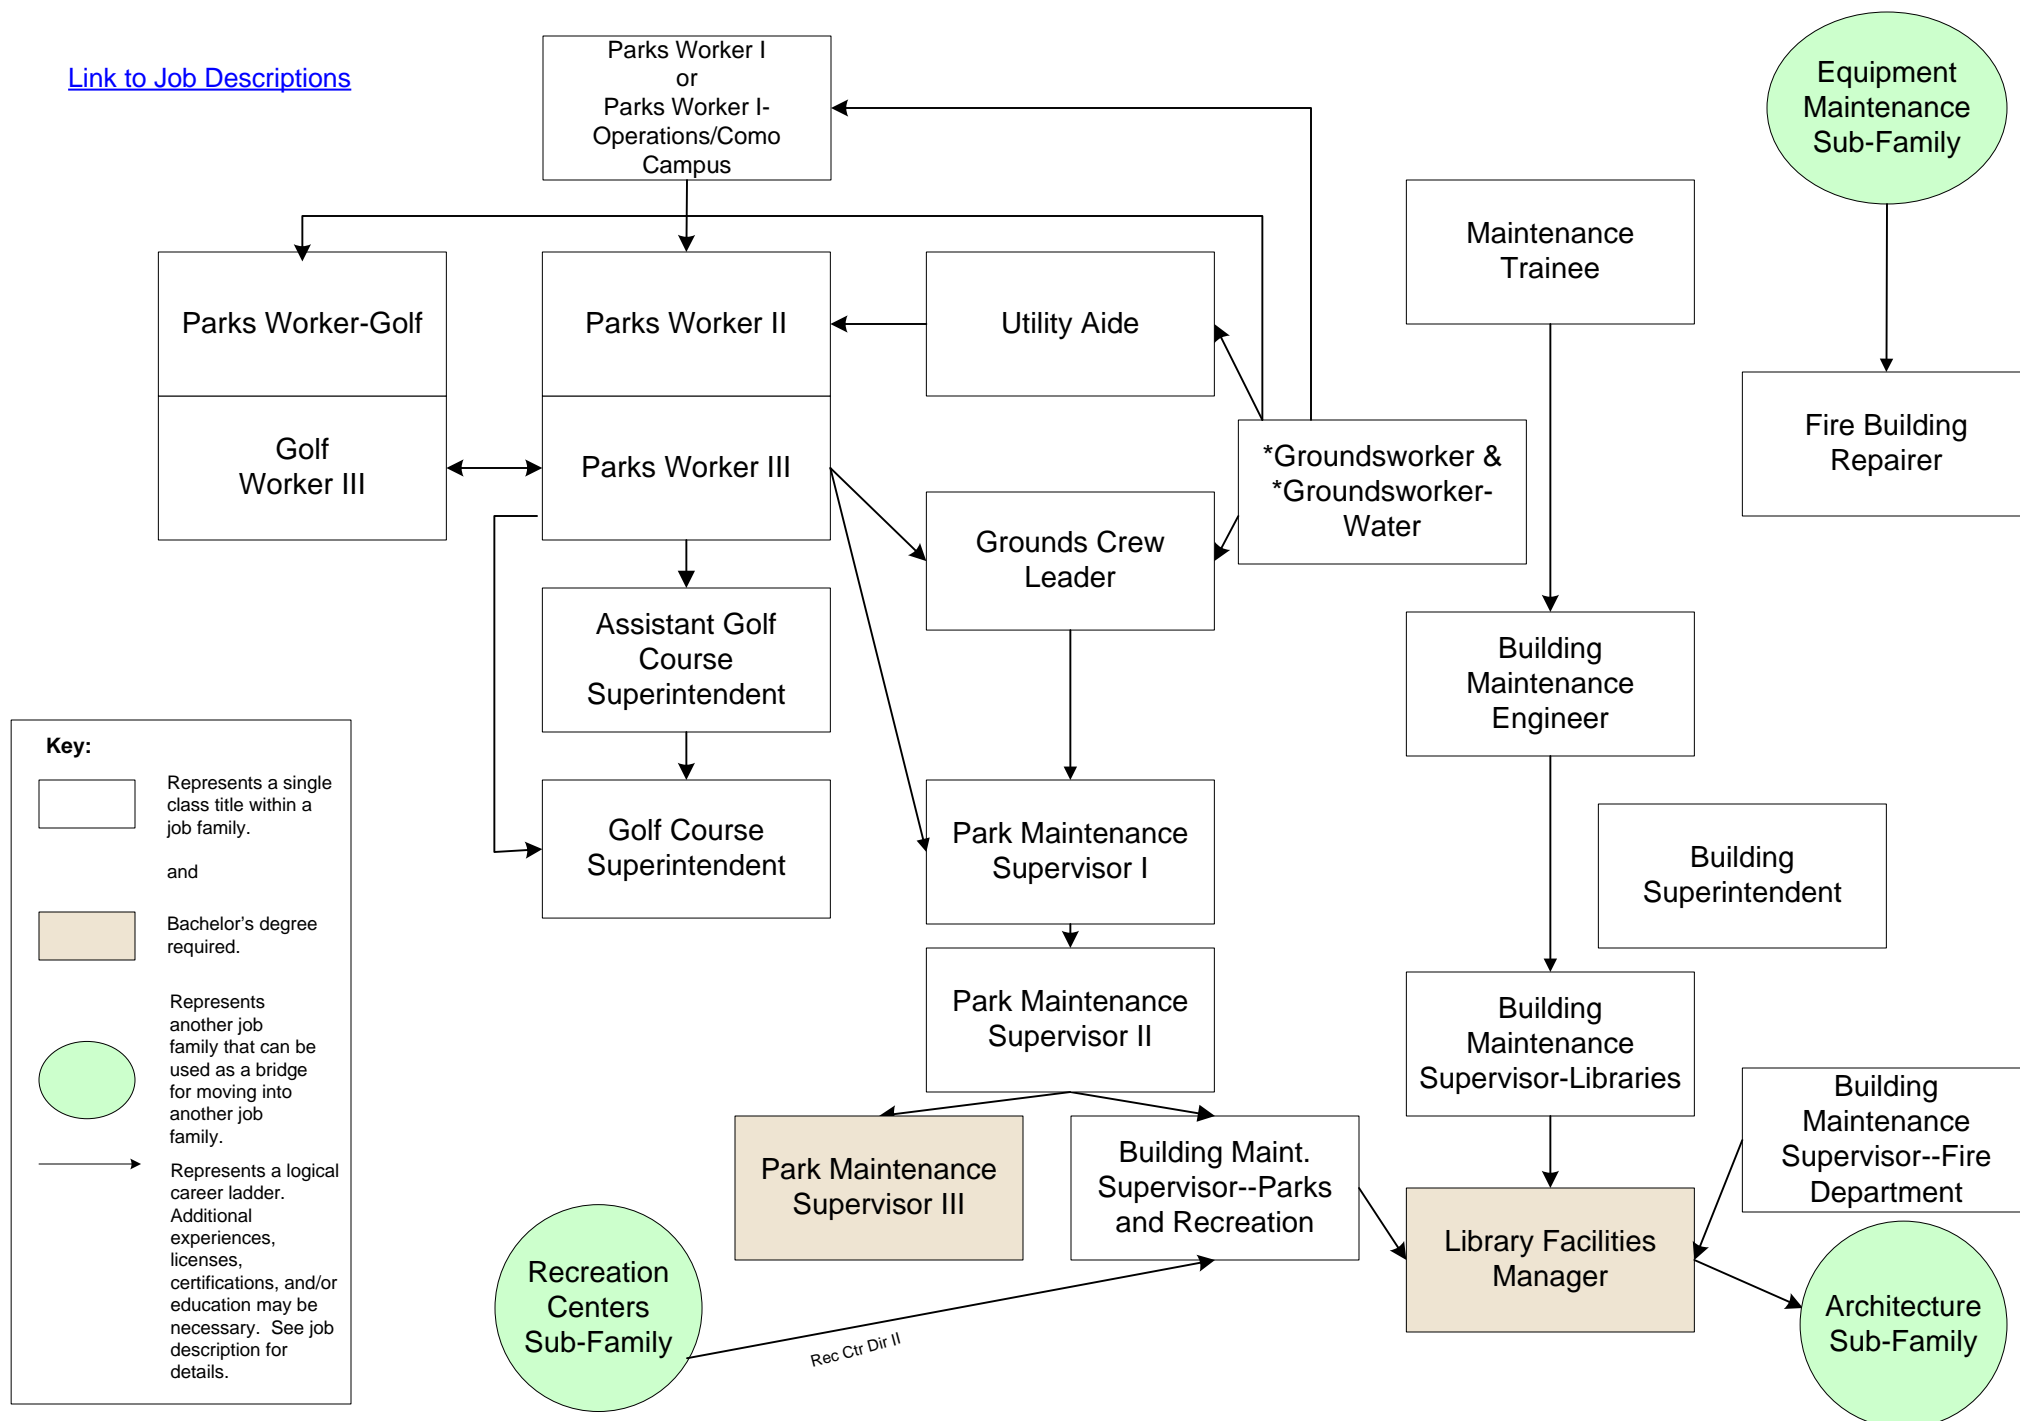 Link to Job Descriptions
Parks Worker I
or
Parks Worker I-
Operations/Como
Campus
Equipment
Maintenance
Sub-Family
Maintenance
Trainee
Parks Worker-Golf
Parks Worker II
Utility Aide
Fire Building
Repairer
Golf
Worker III
Parks Worker III
*Groundsworker &
*Groundsworker-
Water
Grounds Crew
Leader
Assistant Golf
Course
Superintendent
Building
Maintenance
Engineer
Golf Course
Superintendent
Park Maintenance
Supervisor I
Building
Superintendent
Park Maintenance
Supervisor II
Building
Maintenance
Supervisor-Libraries
Building
Maintenance
Supervisor--Fire
Department
Park Maintenance
Supervisor III
Building Maint.
Supervisor--Parks
and Recreation
Library Facilities
Manager
Recreation
Centers
Sub-Family
Rec Ctr Dir II
Architecture
Sub-Family
Key:
Represents a single
class title within a
job family.
and
Bachelor's degree
required.
Represents
another job
family that can be
used as a bridge
for moving into
another job
family.
Represents a logical
career ladder.
Additional
experiences,
licenses,
certifications, and/or
education may be
necessary.  See job
description for
details.